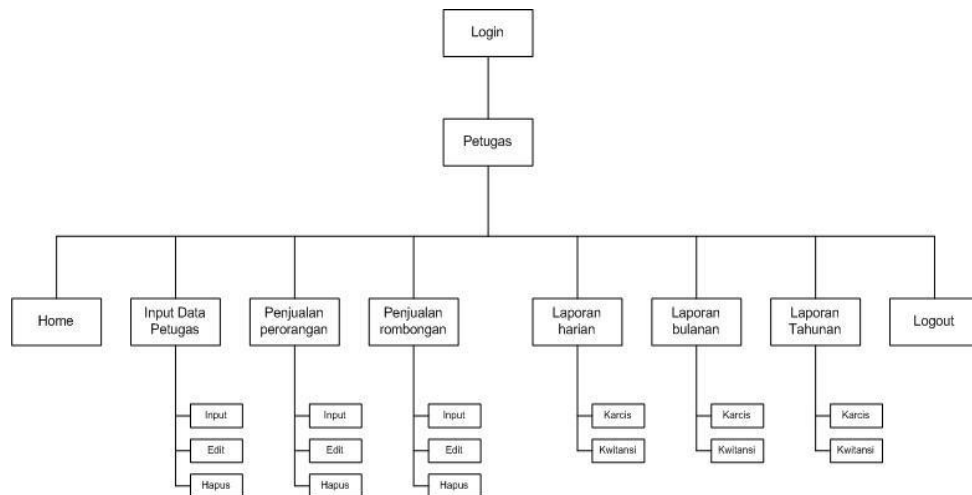 Login
Petugas
Home
Input Data
Petugas
Penjualan
perorangan
Penjualan
rombongan
Laporan
harian
Laporan
bulanan
Laporan
Tahunan
Logout
Input
Edit
Hapus
Input
Edit
Hapus
Input
Edit
Hapus
Karcis
Kwitansi
Karcis
Kwitansi
Karcis
Kwitansi